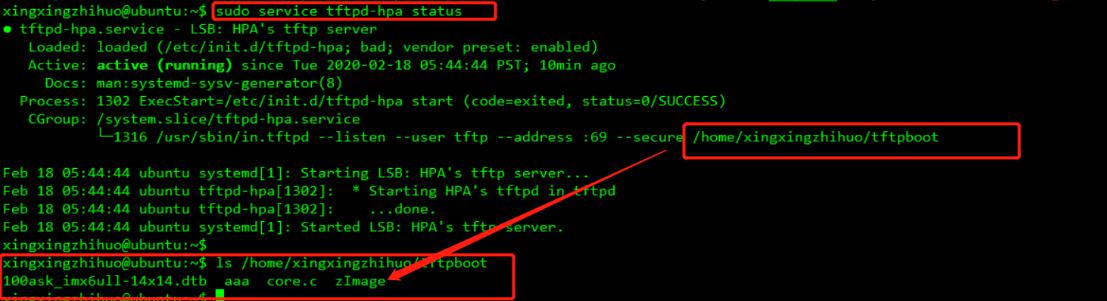 xingxingzhihuo@ubuntu:~$ sudo service tftpd-hpa status
● tftpd-hpa.service - LSB: HPA's tftp server
Loaded: loaded (/etc/init.d/tftpd-hpa; bad; vendor preset: enabled)
Active: active (running) since Tue 2020-02-18 05:44:44 PST; 10min ago
Docs: man:systemd-sysv-generator(8)
Process: 1302 ExecStart=/etc/init.d/tftpd-hpa start (code=exited, status=0/SUCCESS)
CGroup: /system.slice/tftpd-hpa.service
└─1316 /usr/sbin/in.tftpd --listen --user tftp --address :69 --secure /home/xingxingzhihuo/tftpboot
Feb 18 05:44:44 ubuntu systemd[1]: Starting LSB: HPA's tftp server...
Feb 18 05:44:44 ubuntu tftpd-hpa[1302]:  * Starting HPA's tftpd in.tftpd
Feb 18 05:44:44 ubuntu tftpd-hpa[1302]:    ...done.
Feb 18 05:44:44 ubuntu systemd[1]: Started LSB: HPA's tftp server.
xingxingzhihuo@ubuntu:~$
xingxingzhihuo@ubuntu:~$ ls /home/xingxingzhihuo/tftpboot
100ask_imx6ull-14x14.dtb  aaa  core.c  zImage
xingxingzhihuo@ubuntu:~$